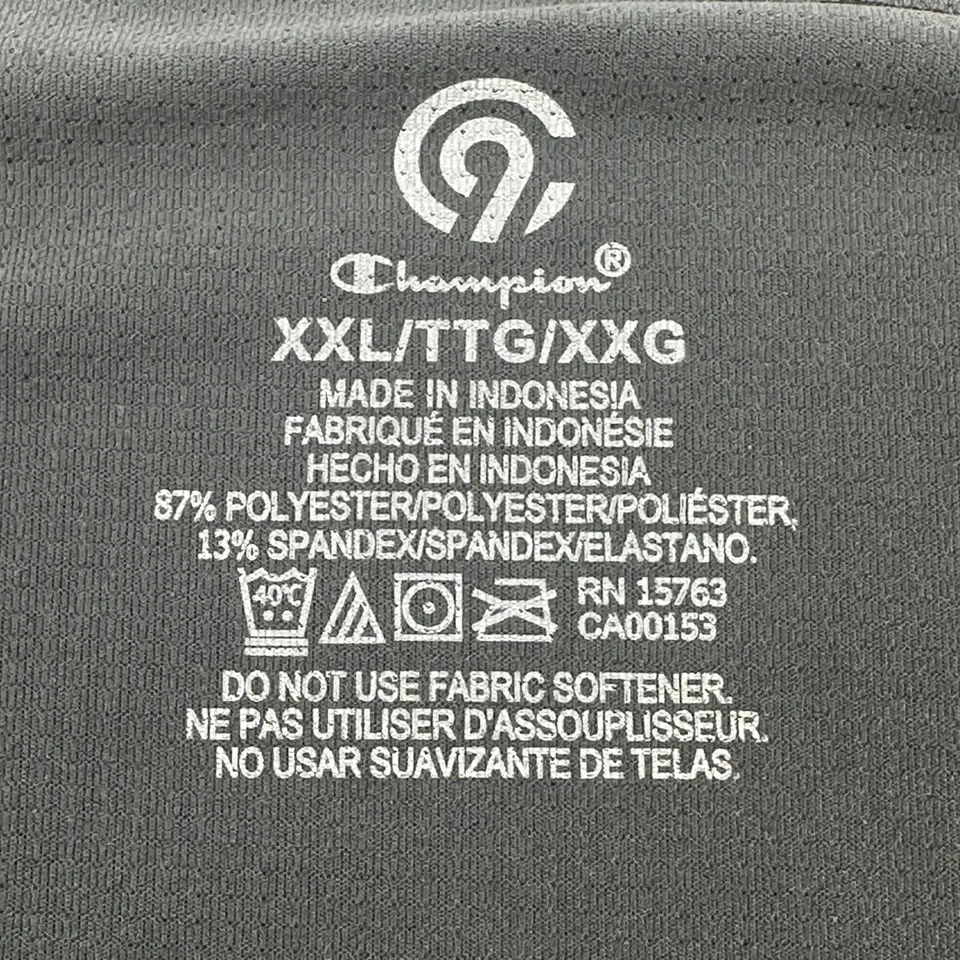 C9
Champion®
XXL/TTG/XXG
MADE IN INDONESIA
FABRIQUÉ EN INDONÉSIE
HECHO EN INDONESIA
87% POLYESTER/POLYESTER/POLIÉSTER,
13% SPANDEX/SPANDEX/ELASTANO.
40°C RN 15763
CA00153
DO NOT USE FABRIC SOFTENER.
NE PAS UTILISER D'ASSOUPLISSEUR.
NO USAR SUAVIZANTE DE TELAS.